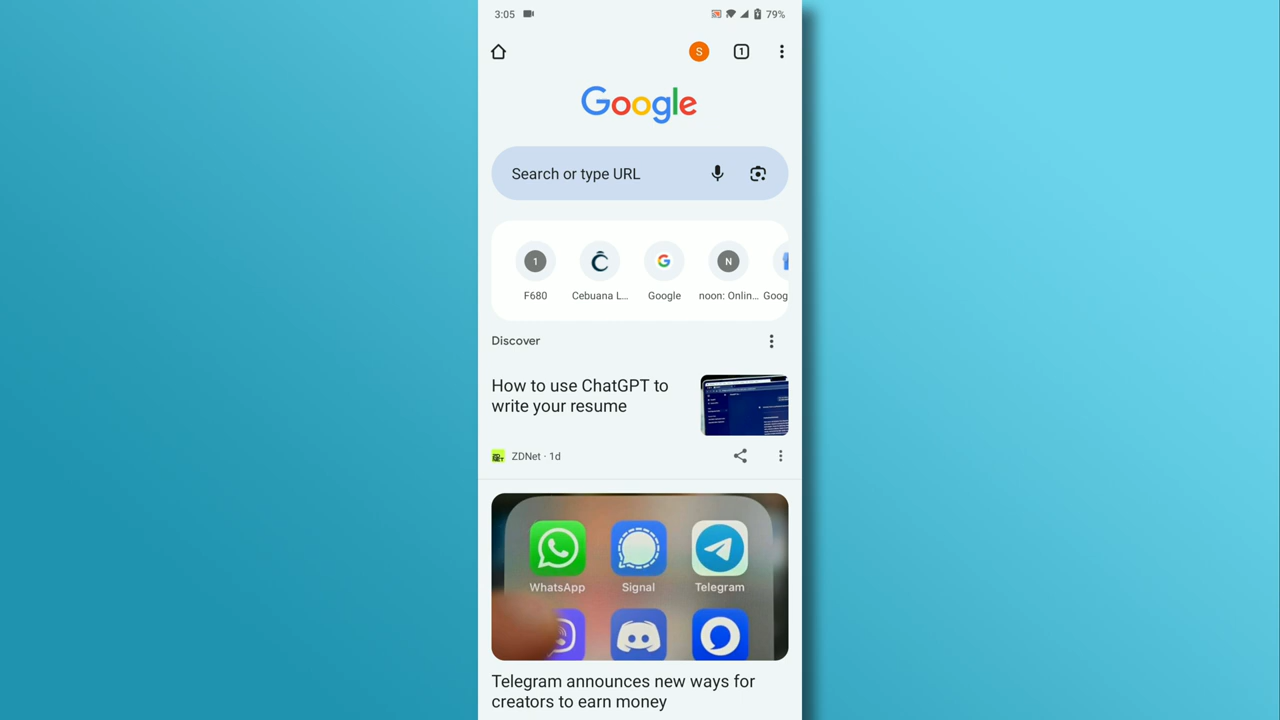 3:05
79%
S
1
Google
Search or type URL
1
N
F680
Cebuana L...
Google
noon: Onlin...
Goog
Discover
How to use ChatGPT to
write your resume
ZDNet · 1d
WhatsApp
Signal
Telegram
Telegram announces new ways for
creators to earn money